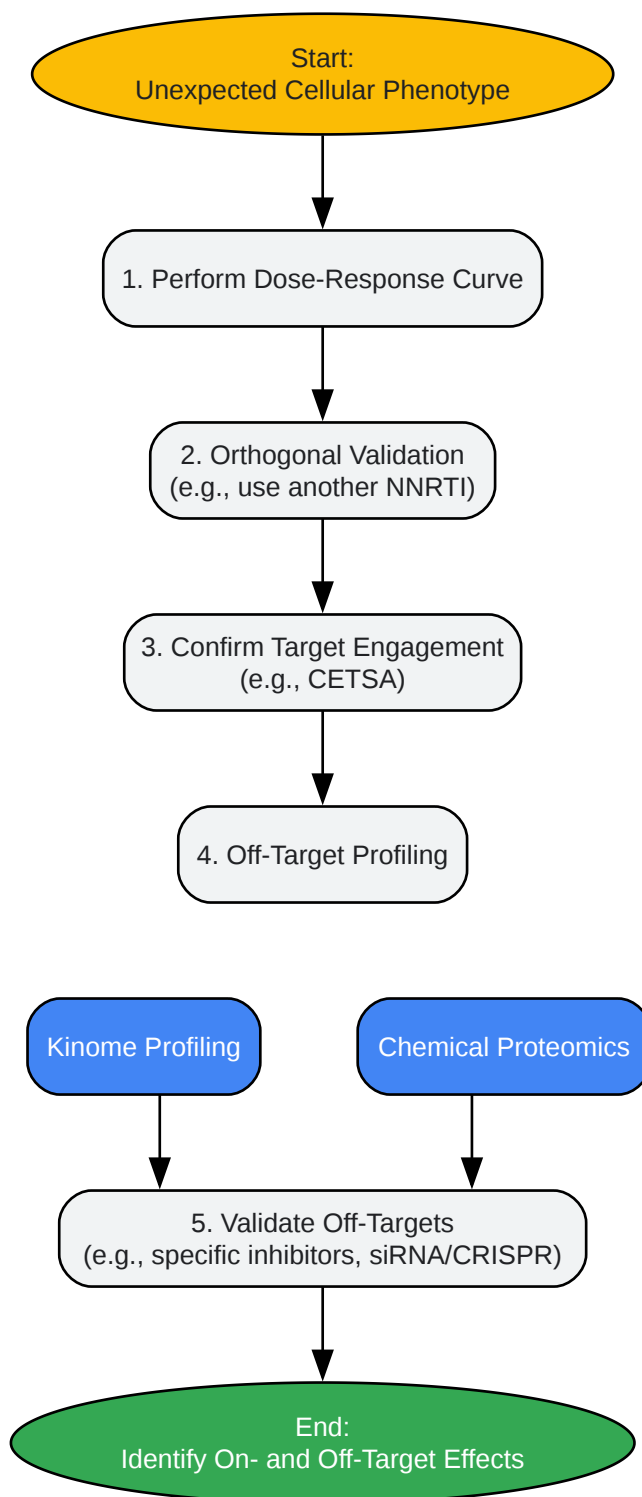 Start:
Unexpected Cellular Phenotype
1. Perform Dose-Response Curve
2. Orthogonal Validation
(e.g., use another NNRTI)
3. Confirm Target Engagement
(e.g., CETSA)
4. Off-Target Profiling
Kinome Profiling
Chemical Proteomics
5. Validate Off-Targets
(e.g., specific inhibitors, siRNA/CRISPR)
End:
Identify On- and Off-Target Effects